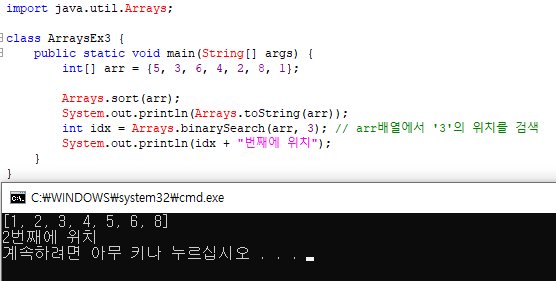 import java.util.Arrays;
class ArraysEx3 {
public static void main(String[] args) {
int[] arr = {5, 3, 6, 4, 2, 8, 1};
Arrays.sort(arr);
System.out.println(Arrays.toString(arr));
int idx = Arrays.binarySearch(arr, 3); // arr배열에서 '3'의 위치를 검색
System.out.println(idx + "번째에 위치");
}
}
C:₩WINDOWS₩system32₩cmd.exe
[1, 2, 3, 4, 5, 6, 8]
2번째에 위치
계속하려면 아무 키나 누르십시오 . . .